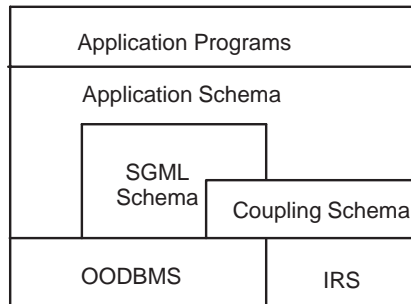 Application Programs
Application Schema
SGML
Schema
Coupling Schema
OODBMS
IRS